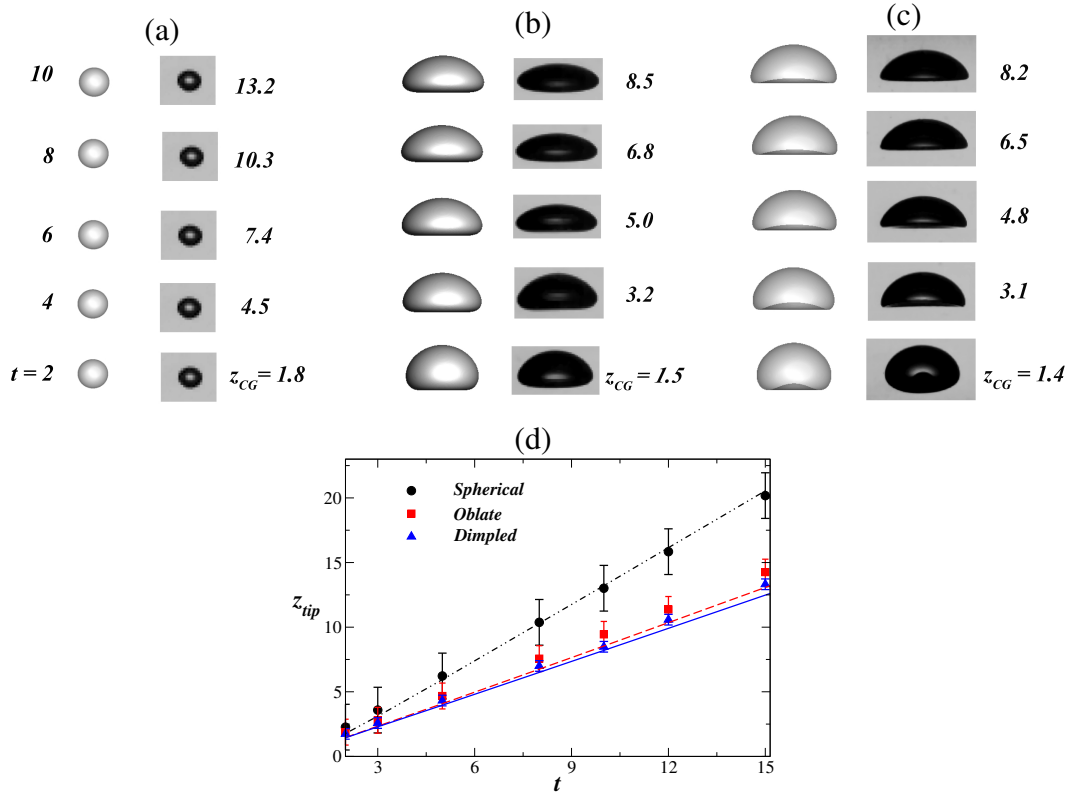 (a) (b) (c)
10 13.2 8.5 8.2
8 10.3 6.8 6.5
6 7.4 5.0 4.8
4 4.5 3.2 3.1
t = 2 z_CG = 1.8 z_CG = 1.5 z_CG = 1.4
(d)
20
15
10
5
0
z_tip
Spherical
Oblate
Dimpled
3 6 9 12 15
t